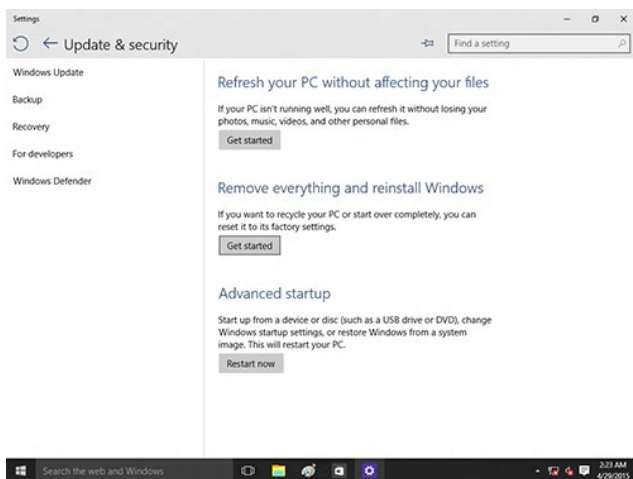 Settings
Update & security
Find a setting
Windows Update
Backup
Recovery
For developers
Windows Defender
Refresh your PC without affecting your files
If your PC isn't running well, you can refresh it without losing your
photos, music, videos, and other personal files.
Get started
Remove everything and reinstall Windows
If you want to recycle your PC or start over completely, you can
reset it to its factory settings.
Get started
Advanced startup
Start up from a device or disc (such as a USB drive or DVD), change
Windows startup settings, or restore Windows from a system
image. This will restart your PC.
Restart now
Search the web and Windows
2:23 AM
4/29/2015